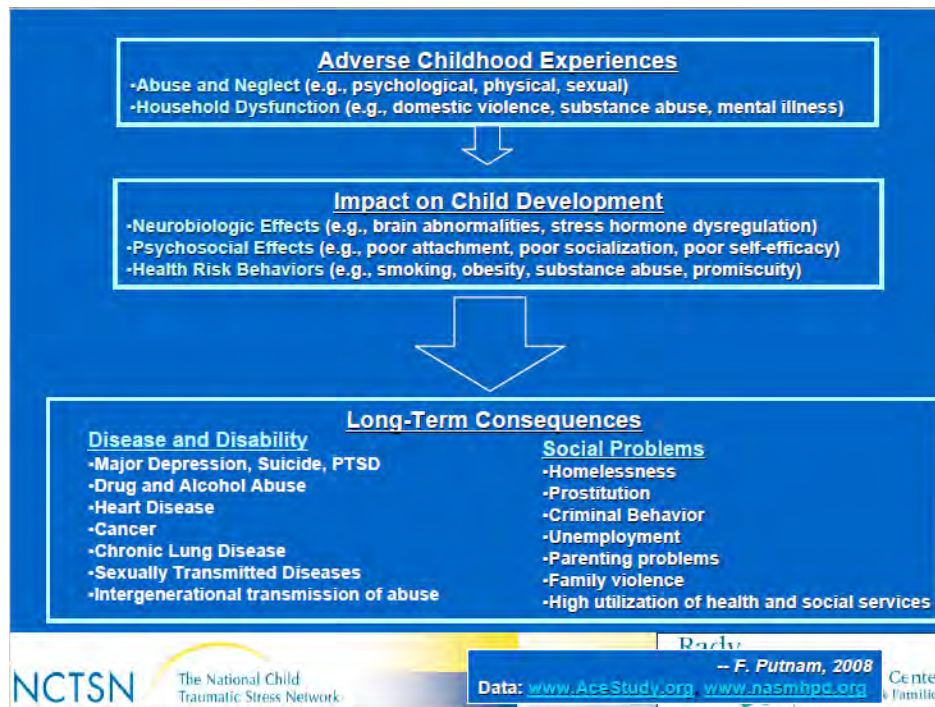 Adverse Childhood Experiences
•Abuse and Neglect (e.g., psychological, physical, sexual)
•Household Dysfunction (e.g., domestic violence, substance abuse, mental illness)
Impact on Child Development
•Neurobiologic Effects (e.g., brain abnormalities, stress hormone dysregulation)
•Psychosocial Effects (e.g., poor attachment, poor socialization, poor self-efficacy)
•Health Risk Behaviors (e.g., smoking, obesity, substance abuse, promiscuity)
Long-Term Consequences
Disease and Disability
•Major Depression, Suicide, PTSD
•Drug and Alcohol Abuse
•Heart Disease
•Cancer
•Chronic Lung Disease
•Sexually Transmitted Diseases
•Intergenerational transmission of abuse
Social Problems
•Homelessness
•Prostitution
•Criminal Behavior
•Unemployment
•Parenting problems
•Family violence
•High utilization of health and social services
NCTSN
The National Child
Traumatic Stress Network
Rady
-- F. Putnam, 2008
Data: www.AceStudy.org, www.nasmhpd.org